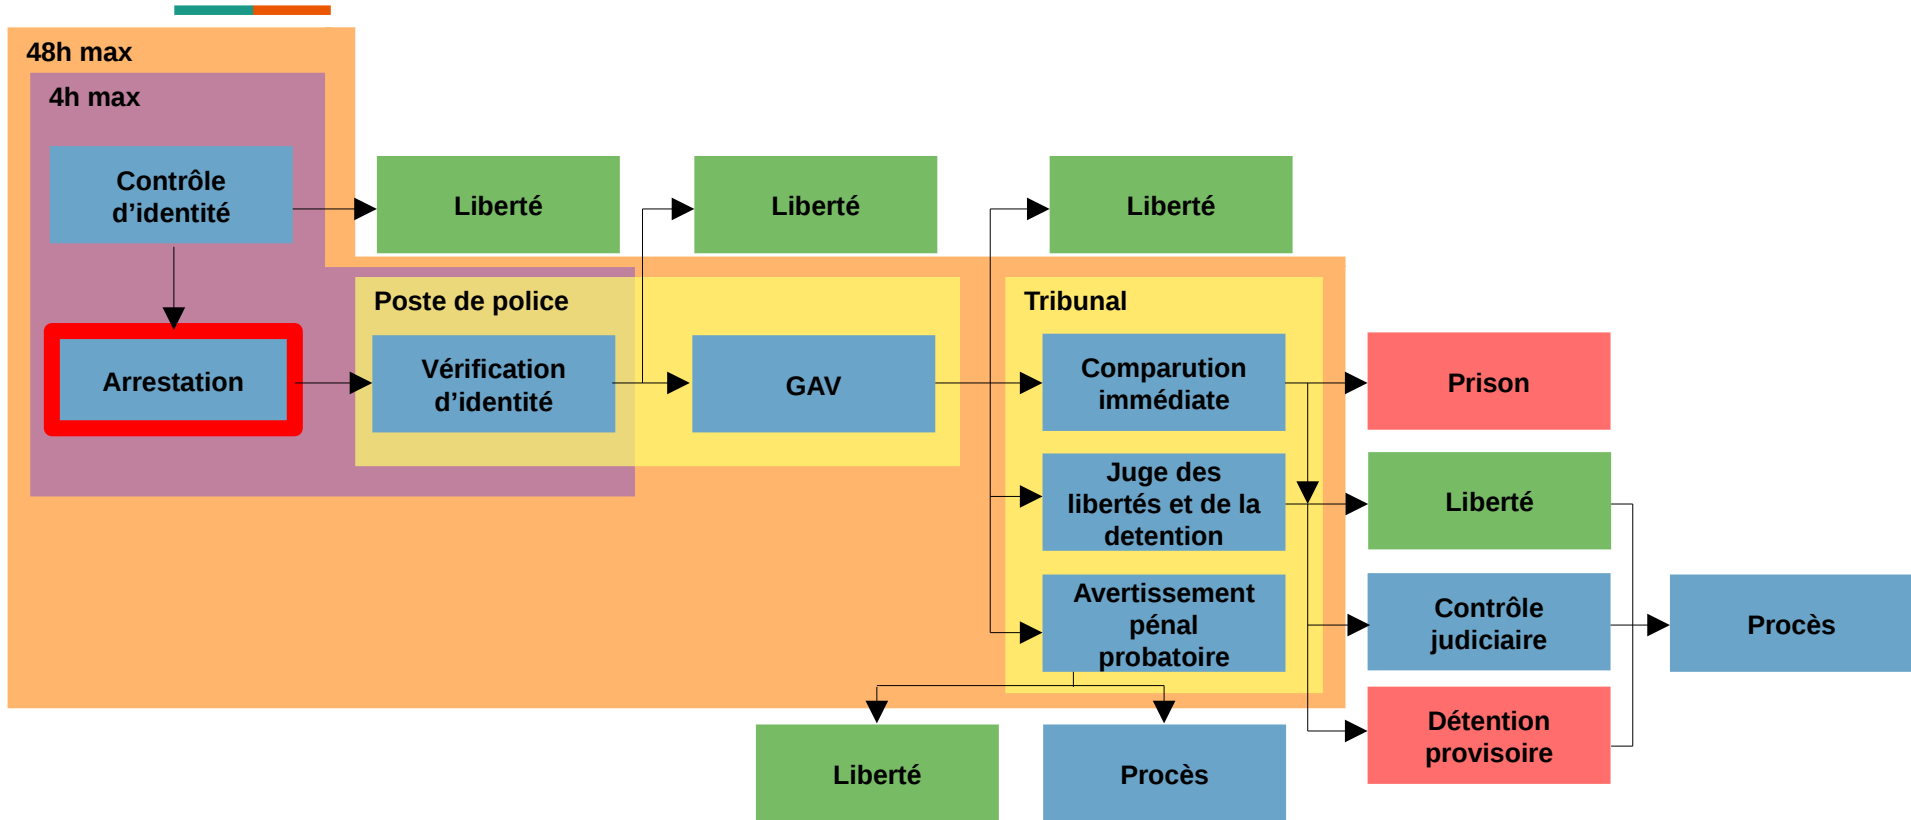 48h max
4h max
Contrôle
d’identité
Liberté
Liberté
Liberté
Poste de police
Tribunal
Arrestation
Vérification
d’identité
GAV
Comparution
immédiate
Prison
Juge des
libertés et de la
detention
Liberté
Avertissement
pénal
probatoire
Contrôle
judiciaire
Procès
Détention
provisoire
Liberté
Procès